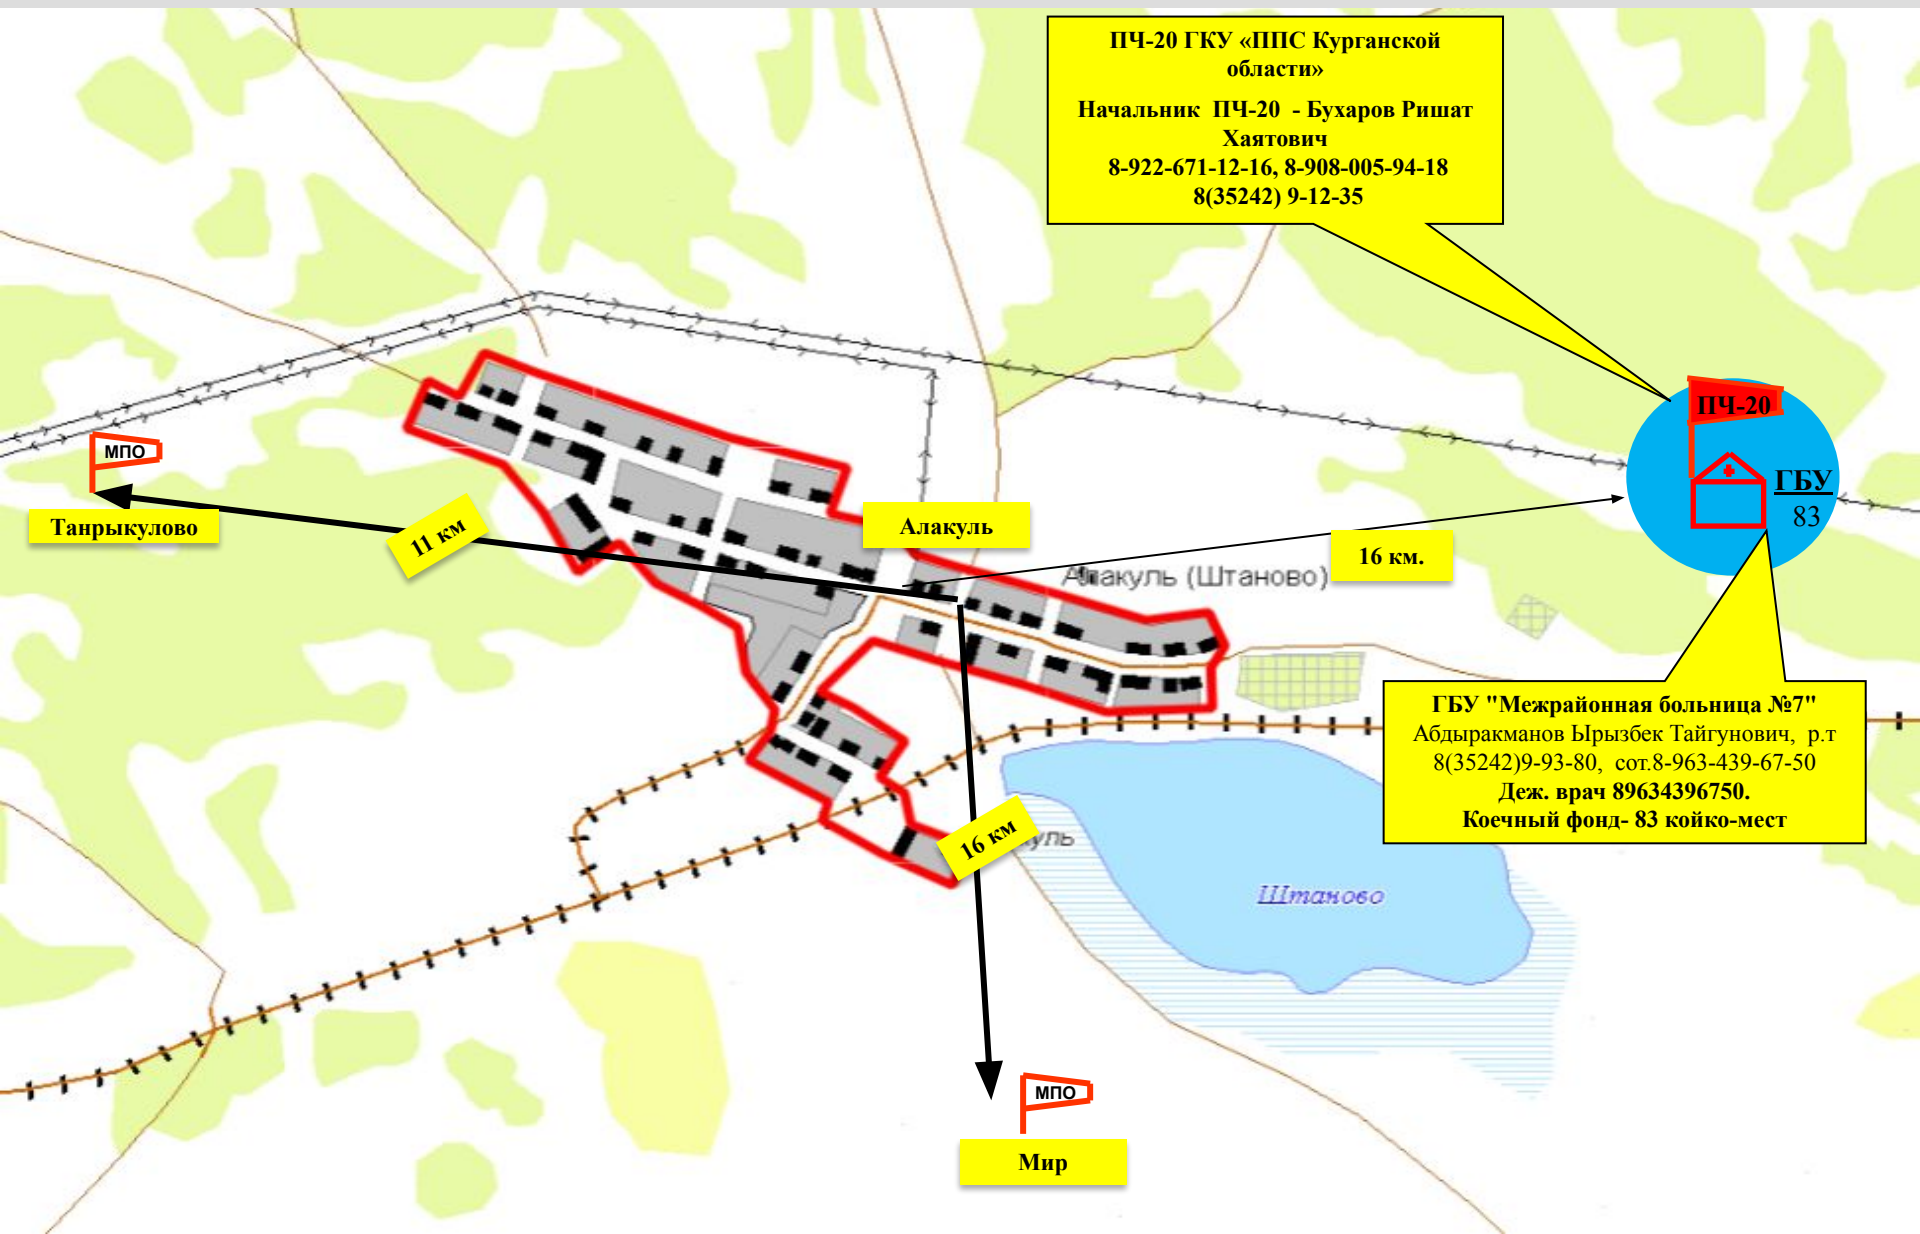 ПЧ-20 ГКУ «ППС Курганской
области»
Начальник ПЧ-20 - Бухаров Ришат
Хаятович
8-922-671-12-16, 8-908-005-94-18
8(35242) 9-12-35
ПЧ-20
ГБУ
83
МПО
Танрыкулово
11 км
Алакуль
16 км.
Алакуль (Штаново)
ГБУ "Межрайонная больница №7"
Абдыракманов Ырызбек Тайгунович, р.т
8(35242)9-93-80, сот.8-963-439-67-50
Деж. врач 89634396750.
Коечный фонд- 83 койко-мест
16 км
Штаново
МПО
Мир